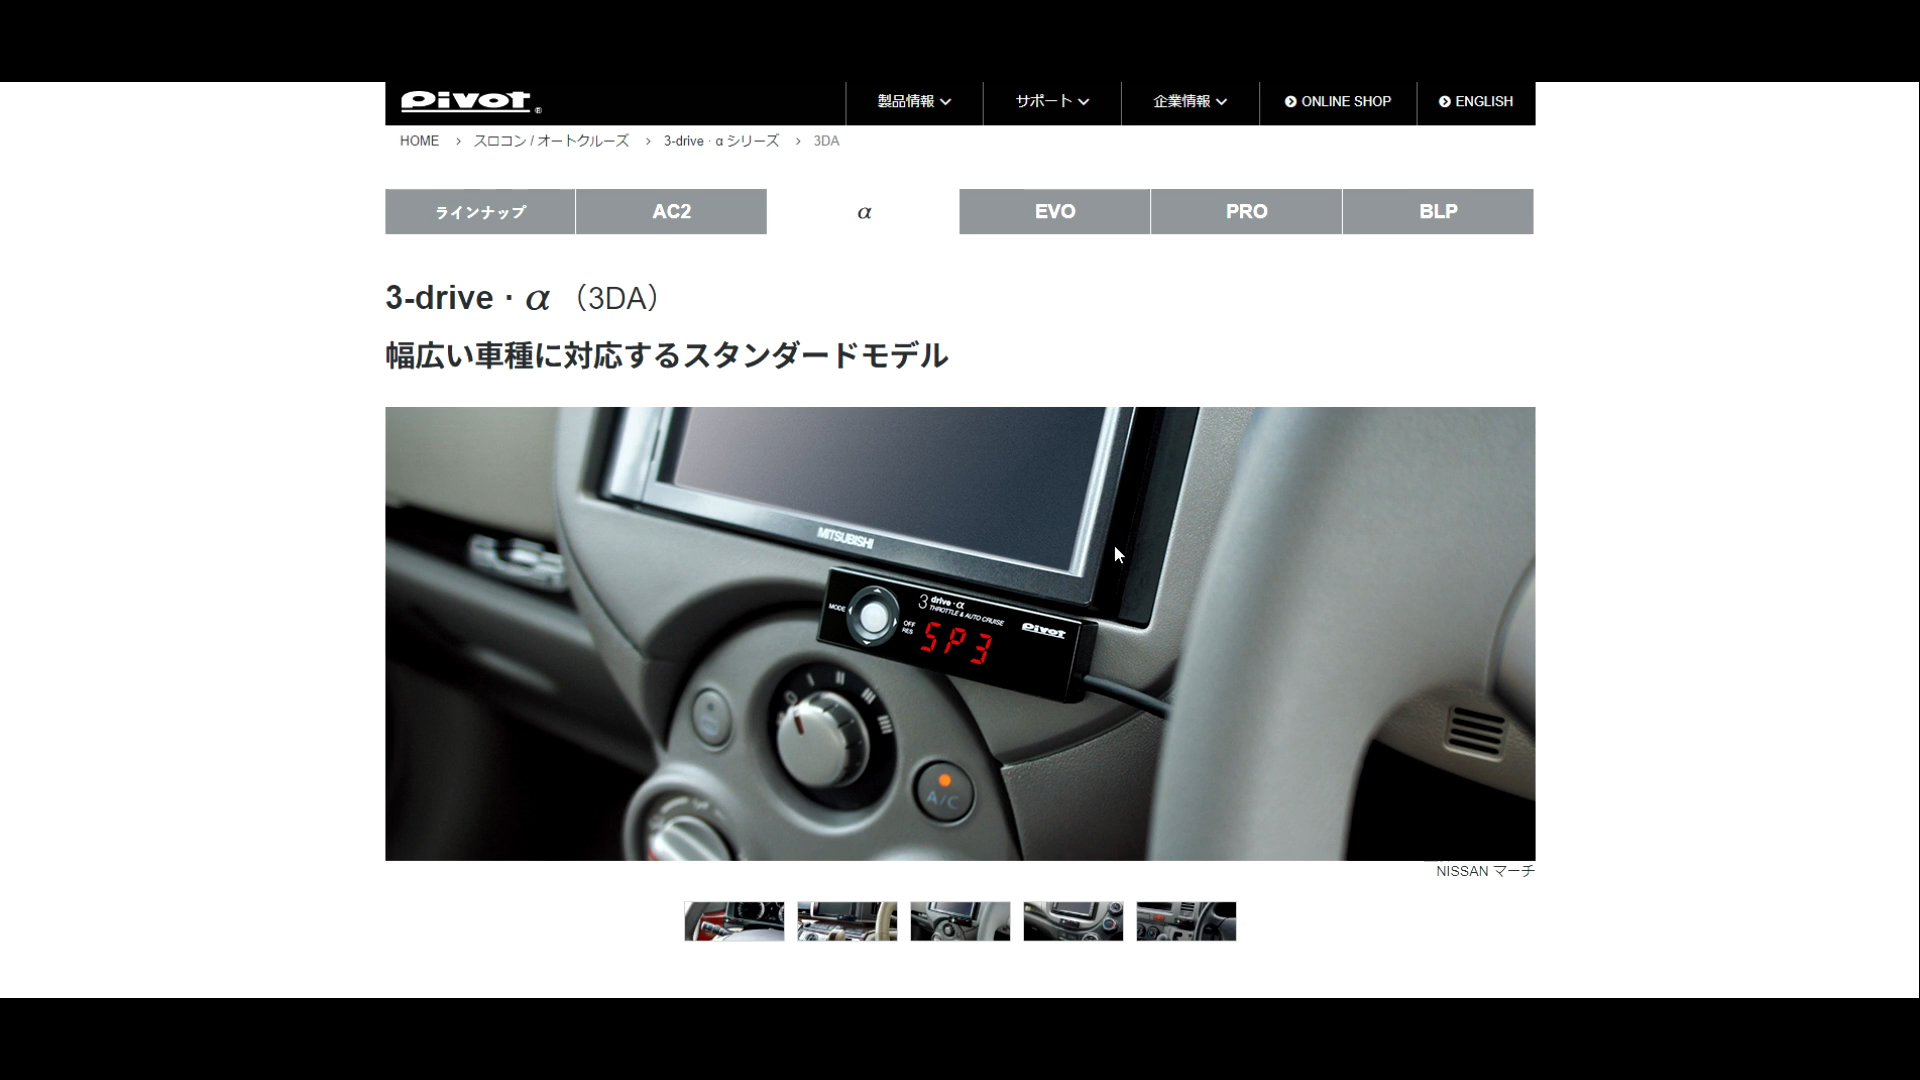 Pivot ®
製品情報
サポート
企業情報
ONLINE SHOP
ENGLISH
HOME › スロコン / オートクルーズ › 3-drive · α シリーズ › 3DA
ラインナップ
AC2
α
EVO
PRO
BLP
3-drive · α （3DA）
幅広い車種に対応するスタンダードモデル
MITSUBISHI
MODE
3 drive · α
THROTTLE & AUTO CRUISE
Pivot
OFF
RES
SP3
A/C
NISSAN マーチ